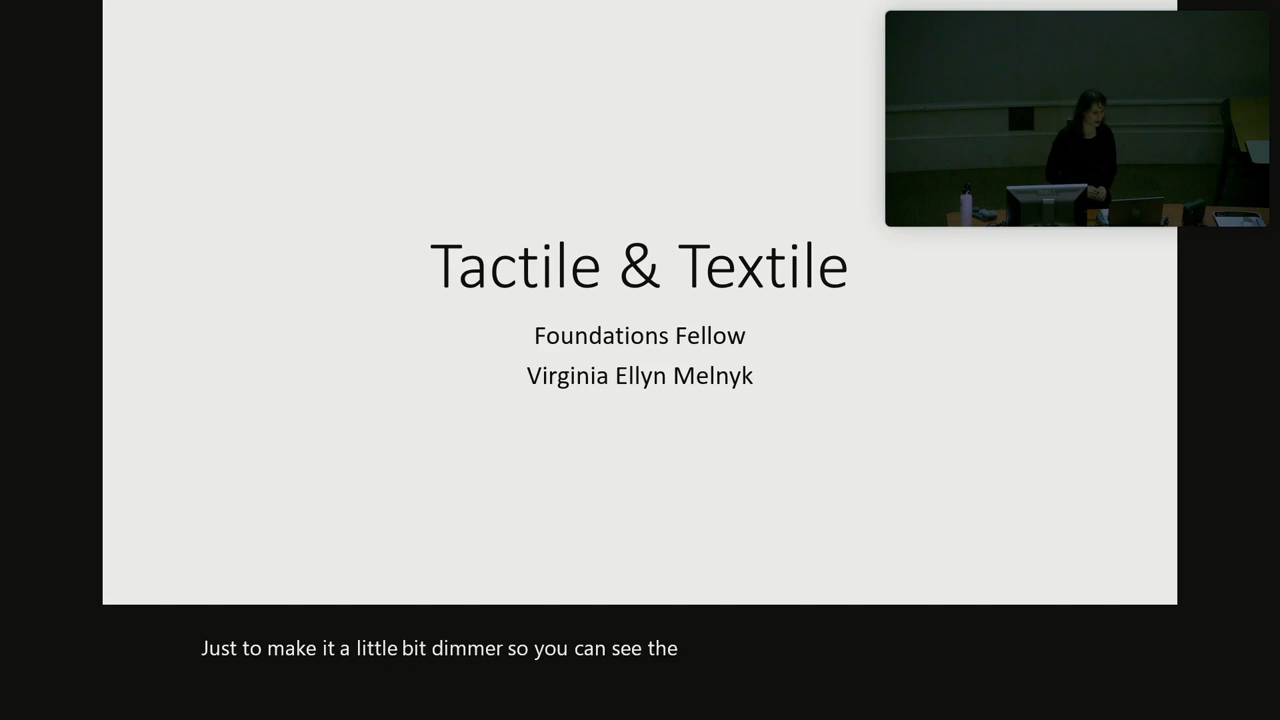 Tactile & Textile
Foundations Fellow
Virginia Ellyn Melnyk
Just to make it a little bit dimmer so you can see the